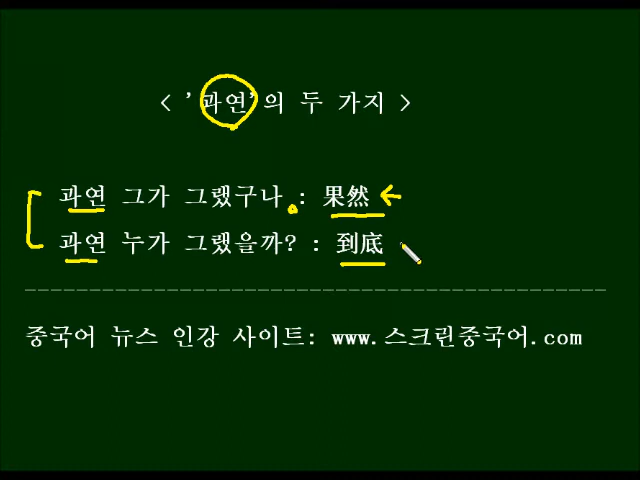 < '과연'의 두 가지 >
과연 그가 그랬구나. : 果然
과연 누가 그랬을까? : 到底
중국어 뉴스 인강 사이트: www.스크린중국어.com